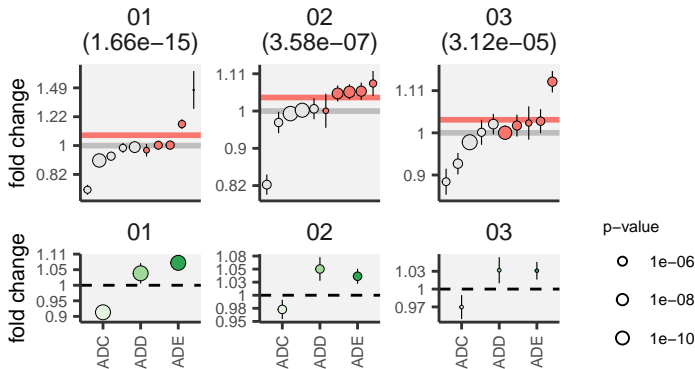 01
(1.66e−15)
02
(3.58e−07)
03
(3.12e−05)
fold change
1.49
1.22
1
0.82
1.11
1
0.9
0.82
1.11
1
0.9
01
02
03
fold change
1.11
1.05
1
0.95
0.9
1.08
1.05
1.03
1
0.98
0.95
1.03
1
0.97
ADC
ADD
ADE
ADC
ADD
ADE
ADC
ADD
ADE
p−value
1e−06
1e−08
1e−10